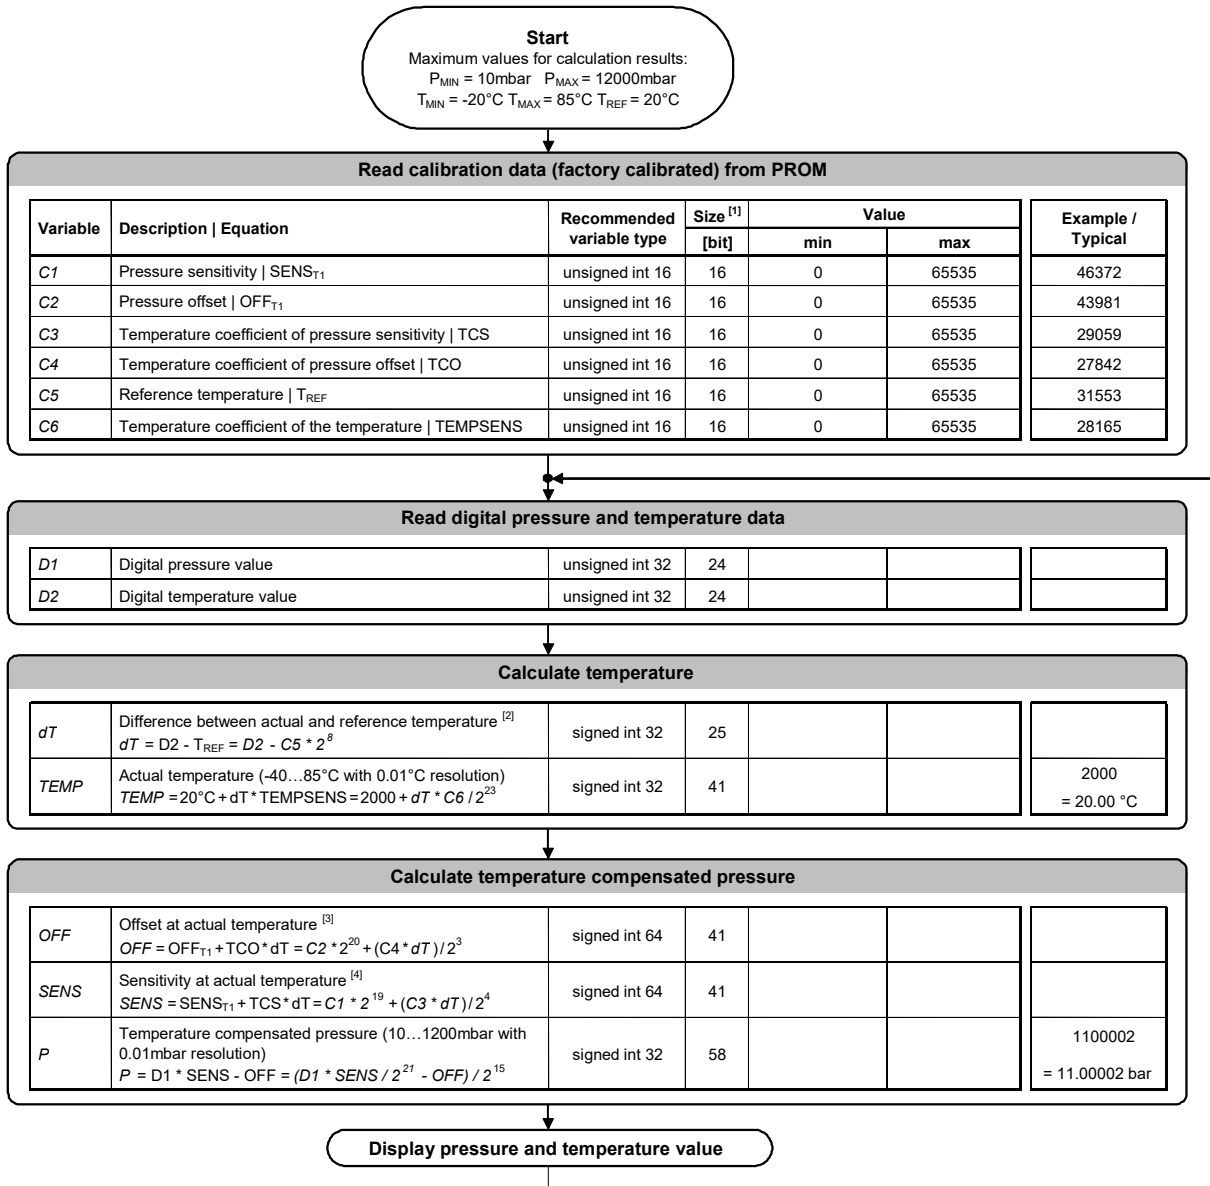 Start
Maximum values for calculation results:
PMIN = 10mbar PMAX = 12000mbar
TMIN = -20°C TMAX = 85°C TREF = 20°C
Read calibration data (factory calibrated) from PROM
Variable Description | Equation Recommended variable type Size [1] [bit] Value min max Example / Typical
C1 Pressure sensitivity | SENST1 unsigned int 16 16 0 65535 46372
C2 Pressure offset | OFFT1 unsigned int 16 16 0 65535 43981
C3 Temperature coefficient of pressure sensitivity | TCS unsigned int 16 16 0 65535 29059
C4 Temperature coefficient of pressure offset | TCO unsigned int 16 16 0 65535 27842
C5 Reference temperature | TREF unsigned int 16 16 0 65535 31553
C6 Temperature coefficient of the temperature | TEMPSENS unsigned int 16 16 0 65535 28165
Read digital pressure and temperature data
D1 Digital pressure value unsigned int 32 24
D2 Digital temperature value unsigned int 32 24
Calculate temperature
dT Difference between actual and reference temperature [2] signed int 32 25
dT = D2 - TREF = D2 - C5 * 2^8
TEMP Actual temperature (-40…85°C with 0.01°C resolution) signed int 32 41 2000
TEMP = 20°C + dT * TEMPSENS = 2000 + dT * C6 / 2^23 = 20.00 °C
Calculate temperature compensated pressure
OFF Offset at actual temperature [3] signed int 64 41
OFF = OFFT1 + TCO * dT = C2 * 2^20 + (C4 * dT ) / 2^3
SENS Sensitivity at actual temperature [4] signed int 64 41
SENS = SENST1 + TCS * dT = C1 * 2^19 + (C3 * dT ) / 2^4
P Temperature compensated pressure (10…1200mbar with signed int 32 58 1100002
0.01mbar resolution)
P = D1 * SENS - OFF = (D1 * SENS / 2^21 - OFF) / 2^15 = 11.00002 bar
Display pressure and temperature value